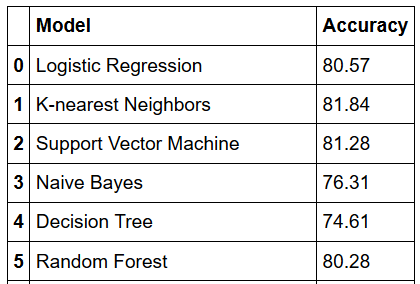 Model Accuracy
0 Logistic Regression 80.57
1 K-nearest Neighbors 81.84
2 Support Vector Machine 81.28
3 Naive Bayes 76.31
4 Decision Tree 74.61
5 Random Forest 80.28